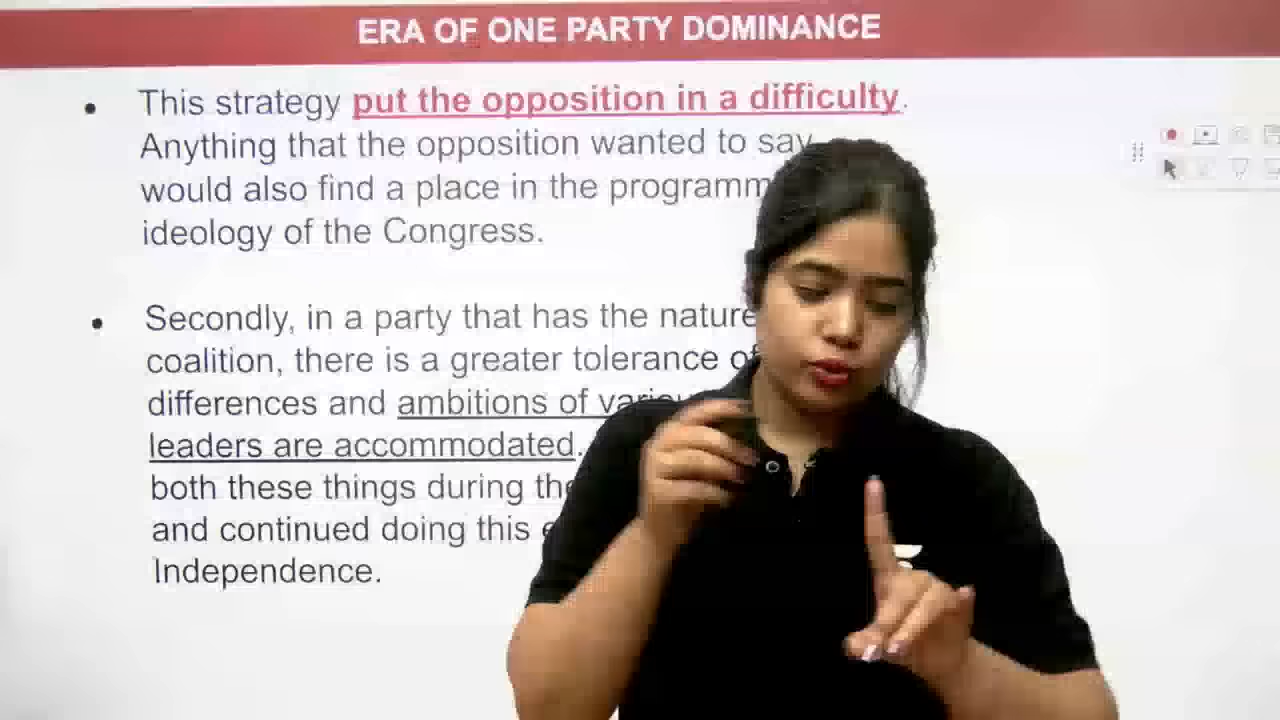 ERA OF ONE PARTY DOMINANCE
• This strategy put the opposition in a difficulty.
Anything that the opposition wanted to say
would also find a place in the programm
ideology of the Congress.
• Secondly, in a party that has the nature
coalition, there is a greater tolerance of
differences and ambitions of
leaders are accommodated.
both these things during the
and continued doing this
Independence.